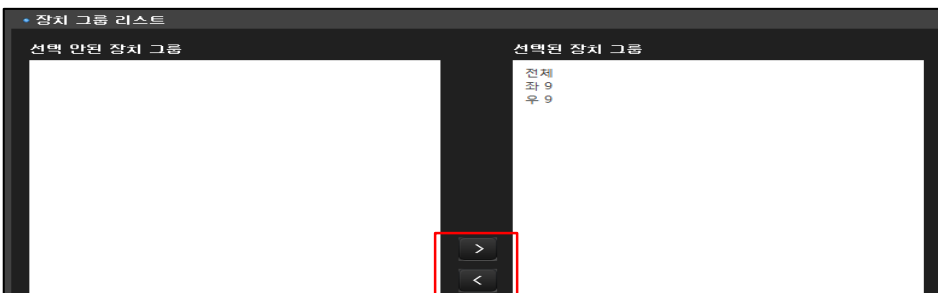 • 장치 그룹 리스트
선택 안된 장치 그룹
선택된 장치 그룹
전체
좌 9
우 9
>
<